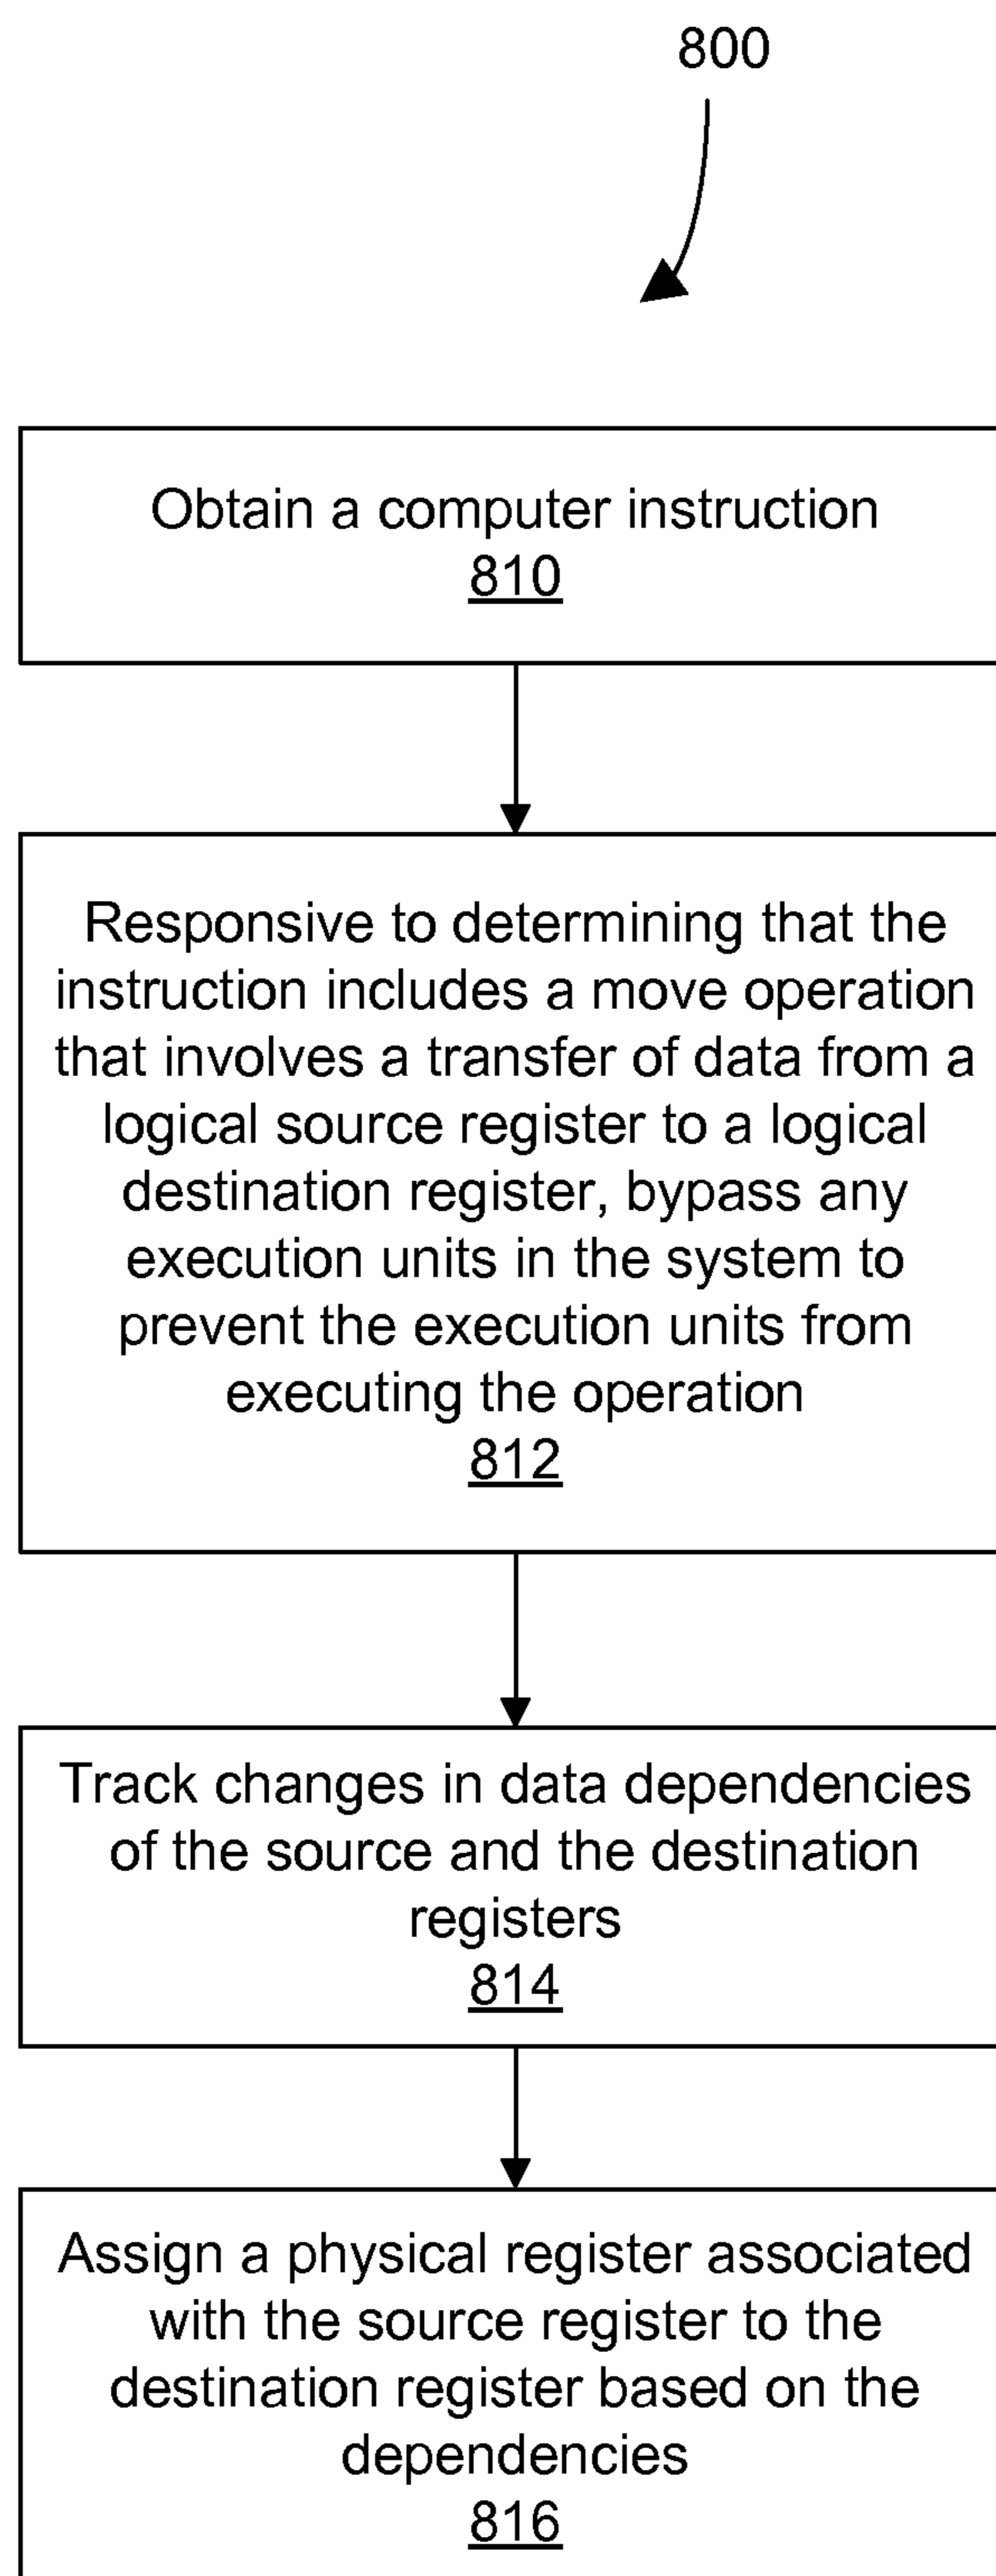 800
Obtain a computer instruction
810
Responsive to determining that the
instruction includes a move operation
that involves a transfer of data from a
logical source register to a logical
destination register, bypass any
execution units in the system to
prevent the execution units from
executing the operation
812
Track changes in data dependencies
of the source and the destination
registers
814
Assign a physical register associated
with the source register to the
destination register based on the
dependencies
816